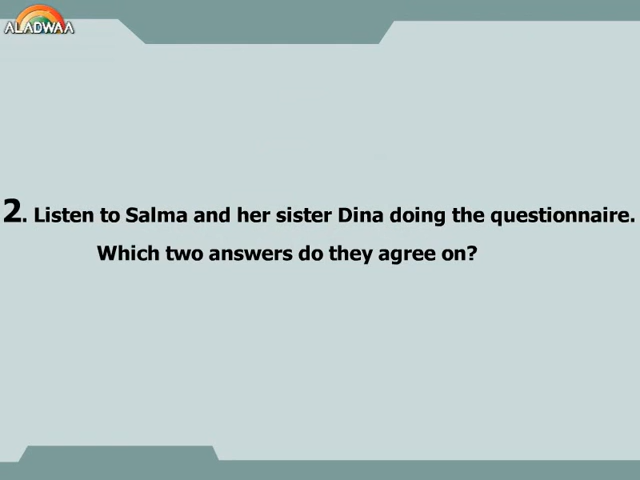 ALADWAA
2. Listen to Salma and her sister Dina doing the questionnaire.
Which two answers do they agree on?